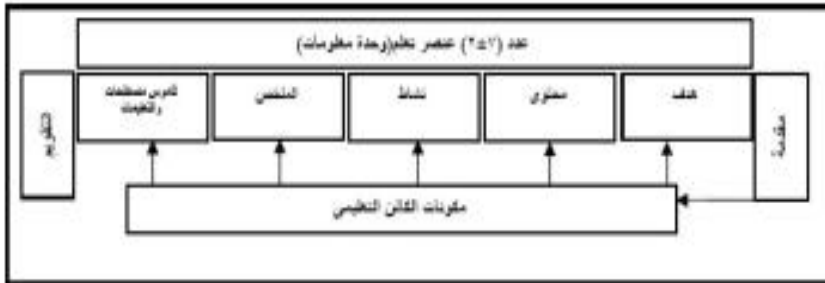 عدد (٧±٢) عنصر تعلم(وحدة معلومات)
مقدمة
هدف
محتوى
نشاط
الملخص
قاموس مصطلحات
والتعليمات
التقويم
مكونات الكائن التعليمي